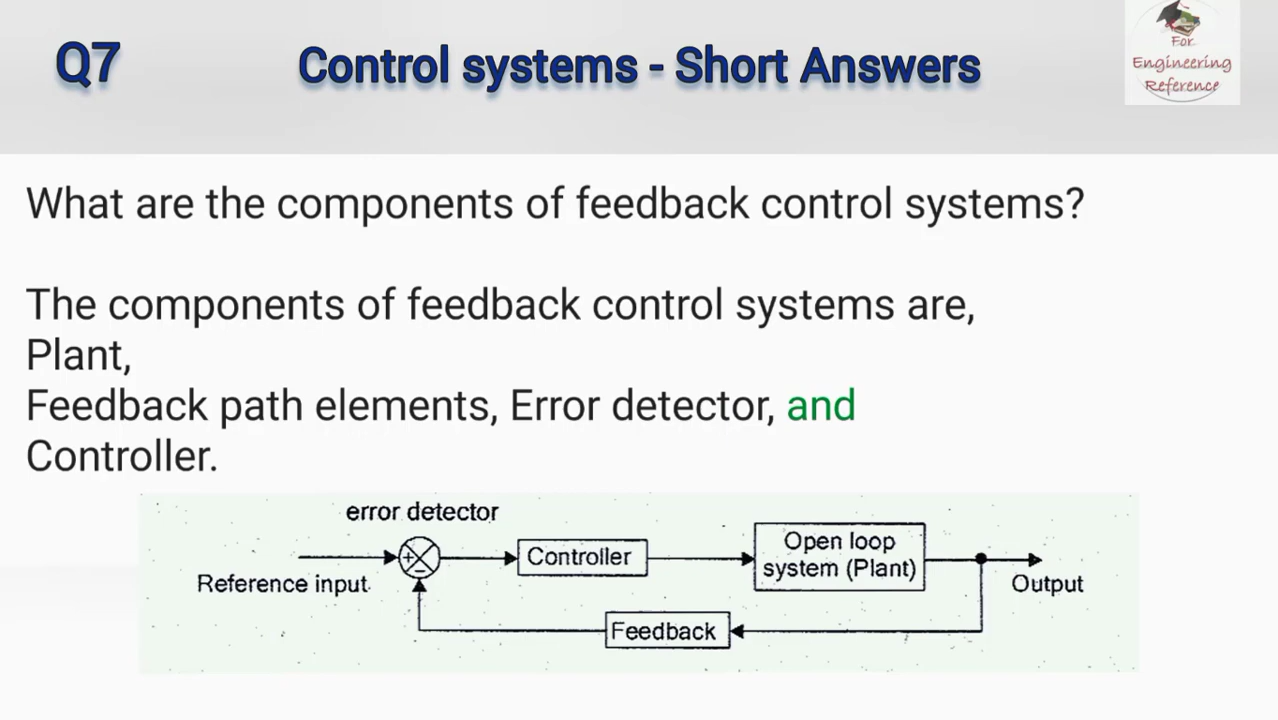 Q7
Control systems - Short Answers
For
Engineering
Reference
What are the components of feedback control systems?
The components of feedback control systems are,
Plant,
Feedback path elements, Error detector, and
Controller.
error detector
+
-
Controller
Open loop
system (Plant)
Reference input
Output
Feedback